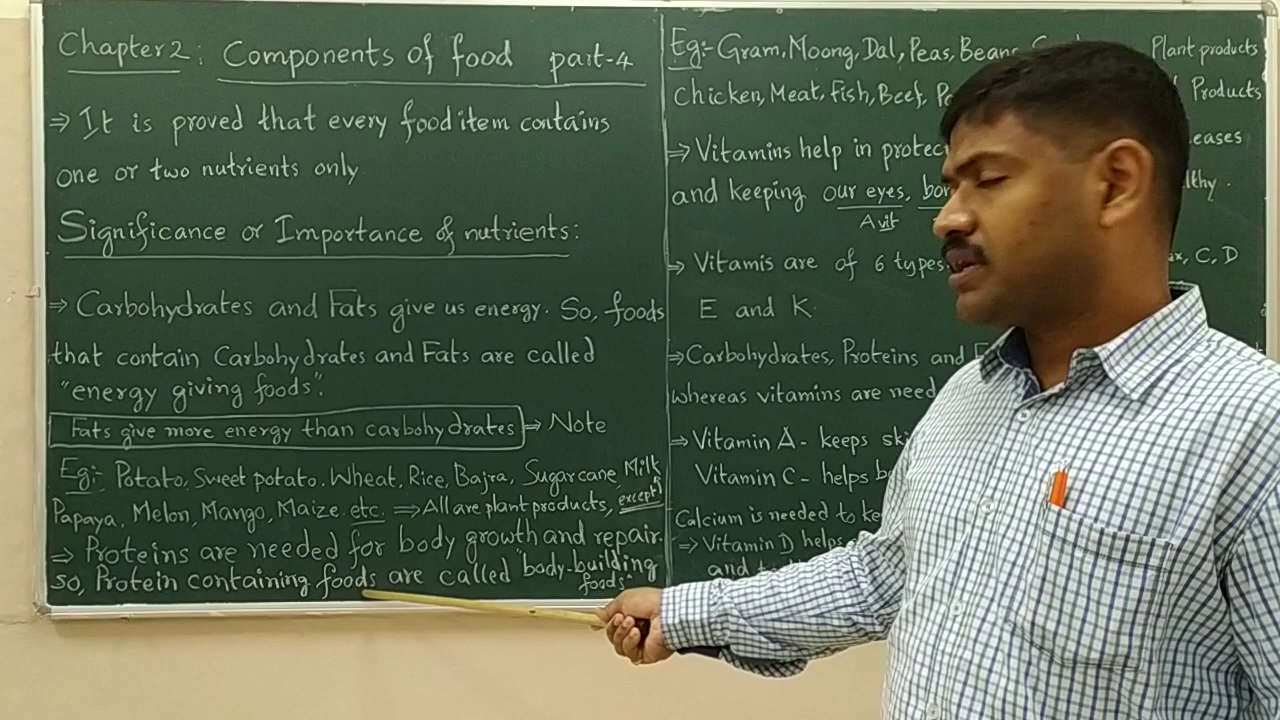 Chapter 2: Components of food part-4
⇒ It is proved that every food item contains
one or two nutrients only
Significance or Importance of nutrients:
⇒ Carbohydrates and Fats give us energy. So, foods
that contain Carbohydrates and Fats are called
"energy giving foods".
Fats give more energy than carbohydrates ⇒ Note
Eg:- Potato, Sweet potato. Wheat, Rice, Bajra, Sugarcane, Milk
Papaya, Melon, Mango, Maize etc. ⇒ All are plant products, except
⇒ Proteins are needed for body growth and repair.
so, Protein containing foods are called "body-building
foods"
Eg:- Gram, Moong, Dal, Peas, Beans, Plant products
Chicken, Meat, Fish, Beef, Products
⇒ Vitamins help in protec eases
and keeping our eyes, bo lthy.
A vit
⇒ Vitamis are of 6 types. C, D
E and K
⇒ Carbohydrates, Proteins and F
whereas vitamins are need
⇒ Vitamin A - keeps ski
Vitamin C - helps b
Calcium is needed to ke
⇒ Vitamin D helps
and to